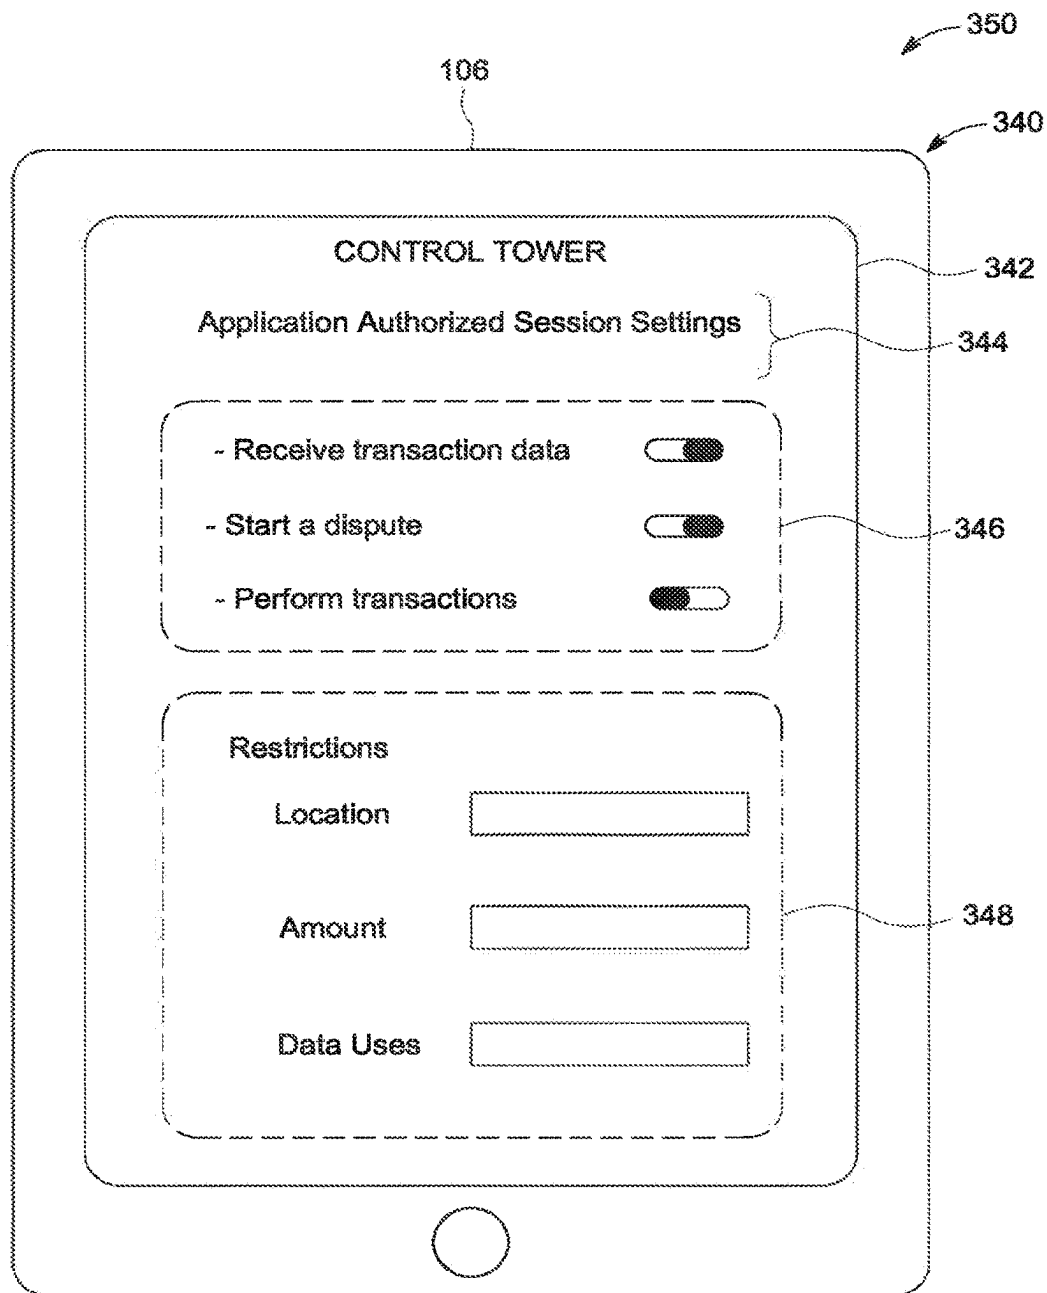 350
106
340
CONTROL TOWER
342
Application Authorized Session Settings
344
- Receive transaction data
- Start a dispute
346
- Perform transactions
Restrictions
Location
Amount
348
Data Uses